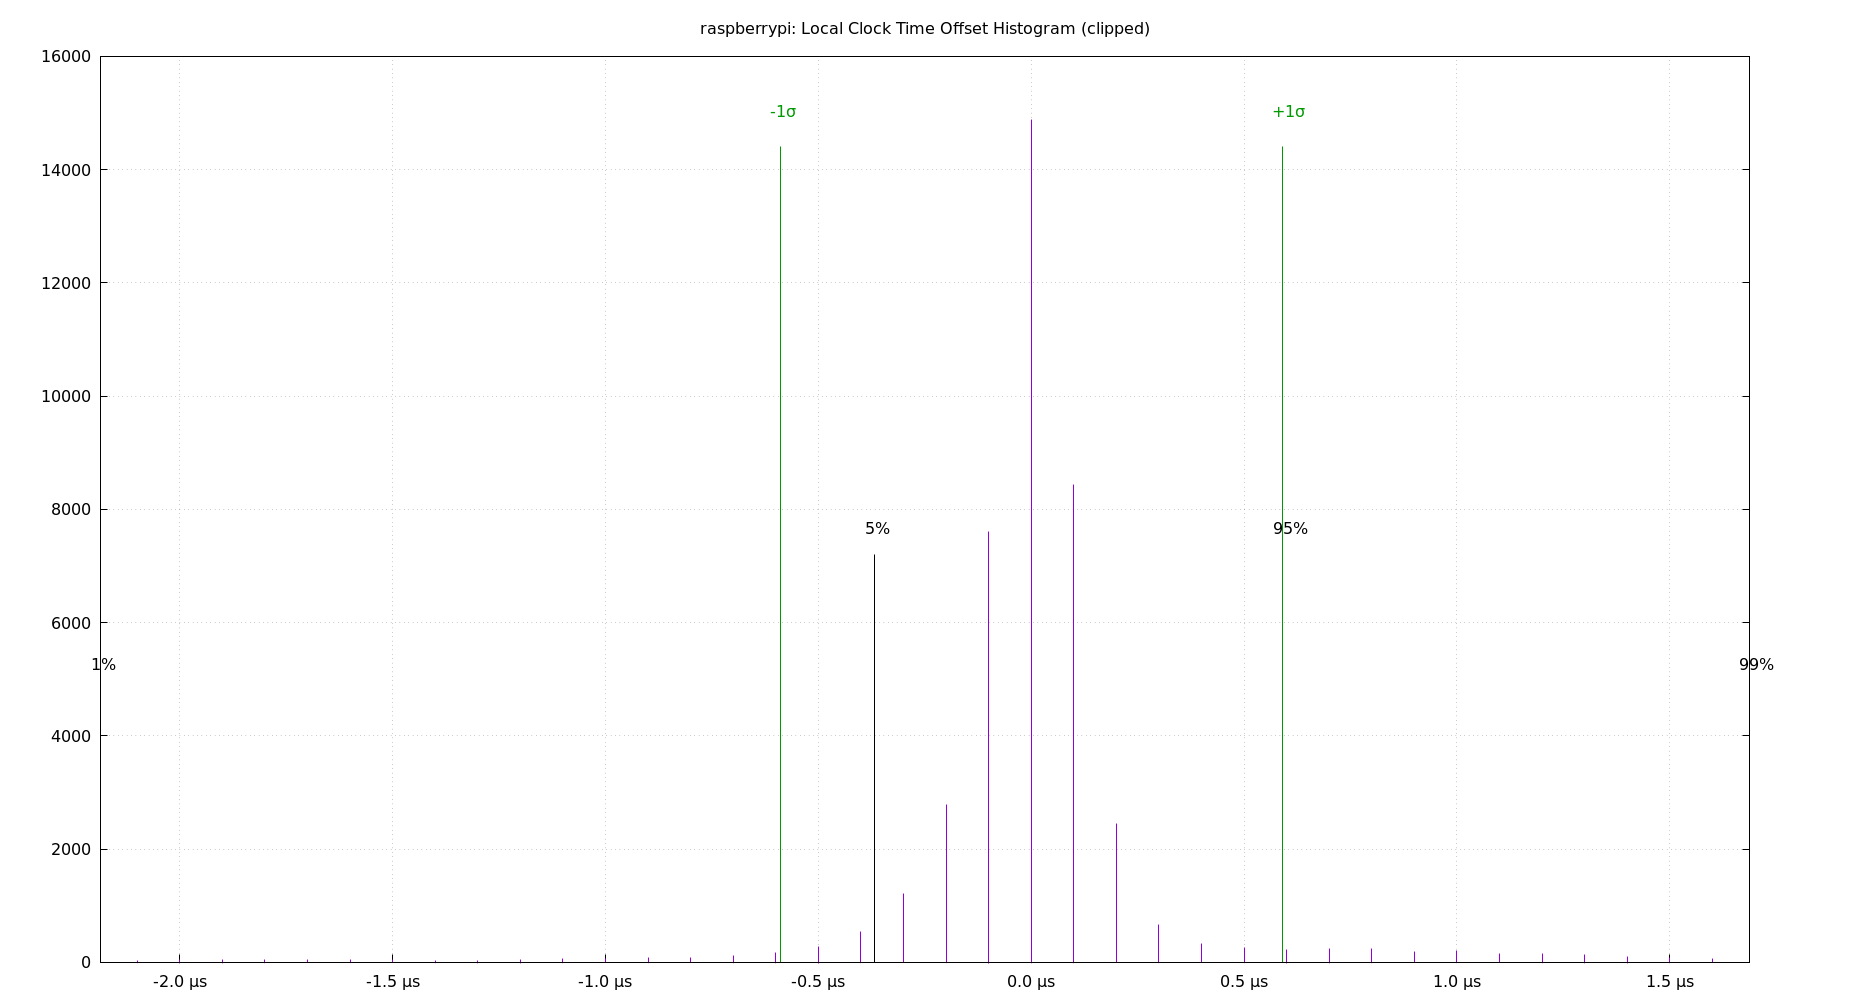 raspberrypi: Local Clock Time Offset Histogram (clipped)
16000
-1σ
+1σ
14000
12000
10000
8000
5%
95%
6000
1%
99%
4000
2000
0
-2.0 µs
-1.5 µs
-1.0 µs
-0.5 µs
0.0 µs
0.5 µs
1.0 µs
1.5 µs